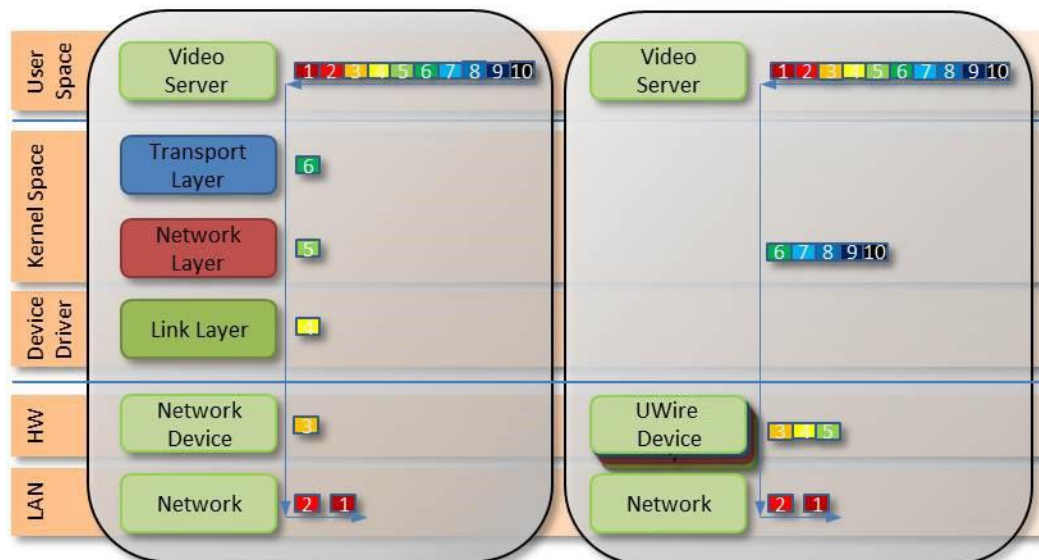 User
Space
Video
Server
1 2 3 4 5 6 7 8 9 10
Video
Server
1 2 3 4 5 6 7 8 9 10
Kernel Space
Transport
Layer
6
Network
Layer
5
6 7 8 9 10
Device
Driver
Link Layer
4
HW
Network
Device
3
UWire
Device
3 4 5
LAN
Network
2 1
Network
2 1